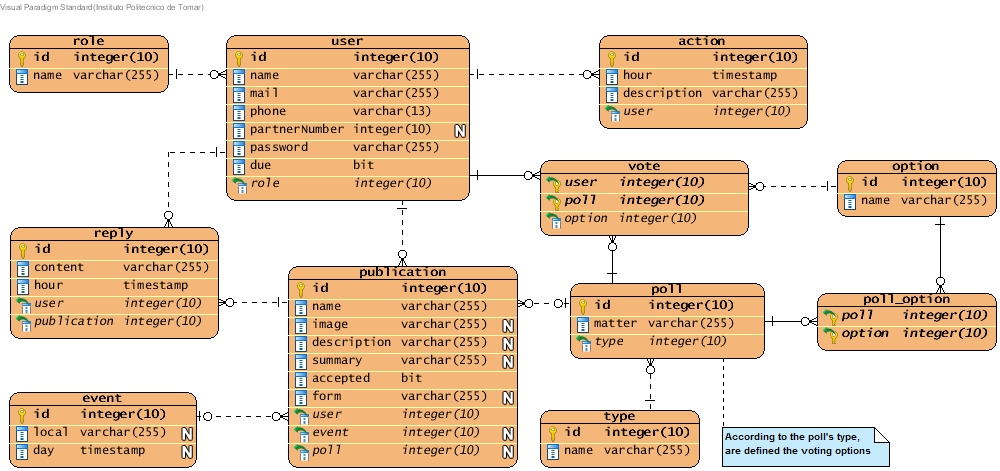 Visual Paradigm Standard(Instituto Politecnico de Tomar)
role
id integer(10)
name varchar(255)
user
id integer(10)
name varchar(255)
mail varchar(255)
phone varchar(13)
partnerNumber integer(10) N
password varchar(255)
due bit
role integer(10)
action
id integer(10)
hour timestamp
description varchar(255)
user integer(10)
vote
user integer(10)
poll integer(10)
option integer(10)
option
id integer(10)
name varchar(255)
reply
id integer(10)
content varchar(255)
hour timestamp
user integer(10)
publication integer(10)
publication
id integer(10)
name varchar(255)
image varchar(255) N
description varchar(255) N
summary varchar(255) N
accepted bit
form varchar(255) N
user integer(10)
event integer(10) N
poll integer(10) N
poll
id integer(10)
matter varchar(255)
type integer(10)
poll_option
poll integer(10)
option integer(10)
event
id integer(10)
local varchar(255) N
day timestamp N
type
id integer(10)
name varchar(255)
According to the poll's type,
are defined the voting options